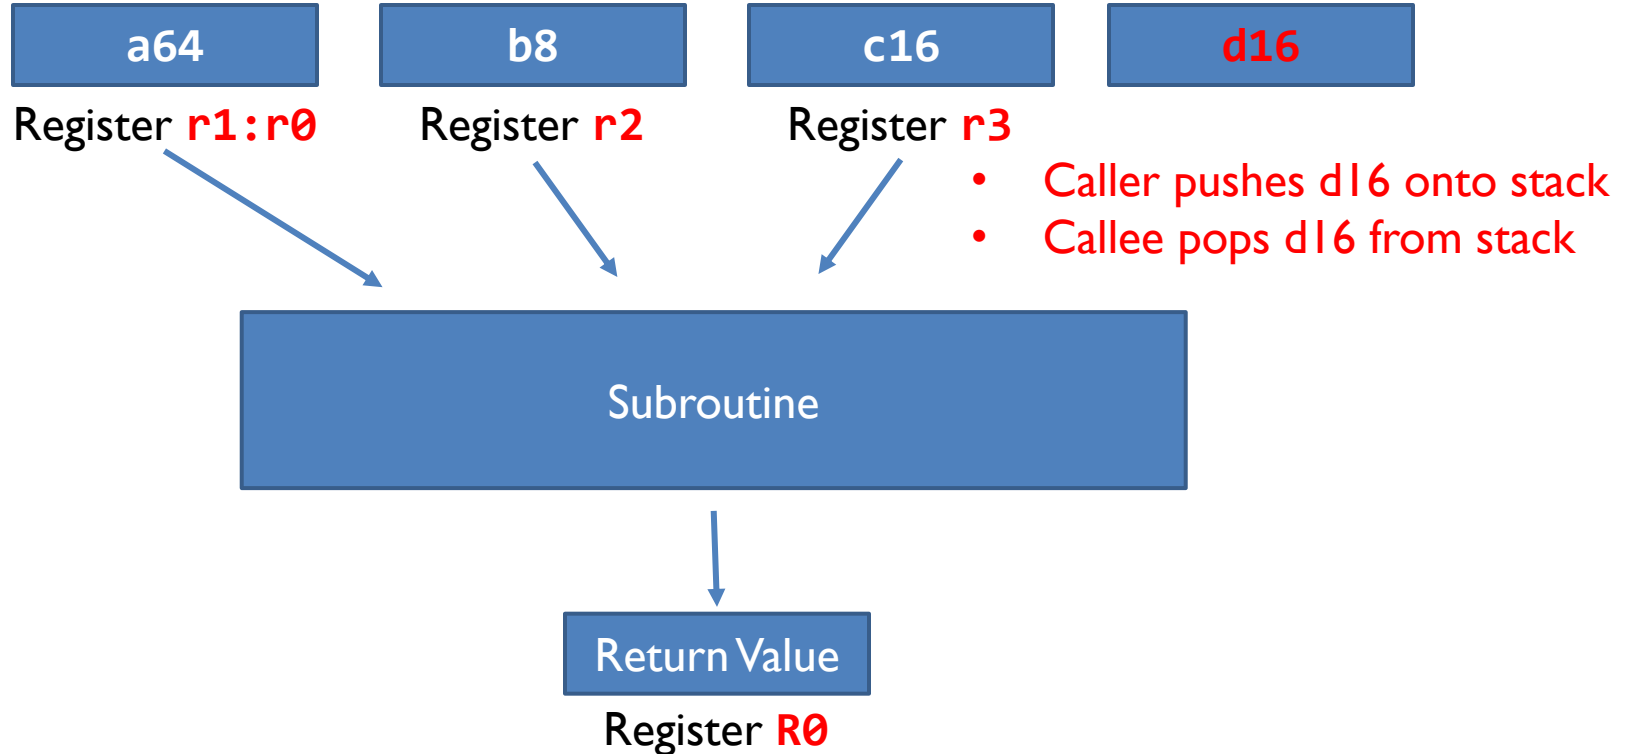 a64
b8
c16
d16
Register r1:r0
Register r2
Register r3
• Caller pushes d16 onto stack
• Callee pops d16 from stack
Subroutine
Return Value
Register R0